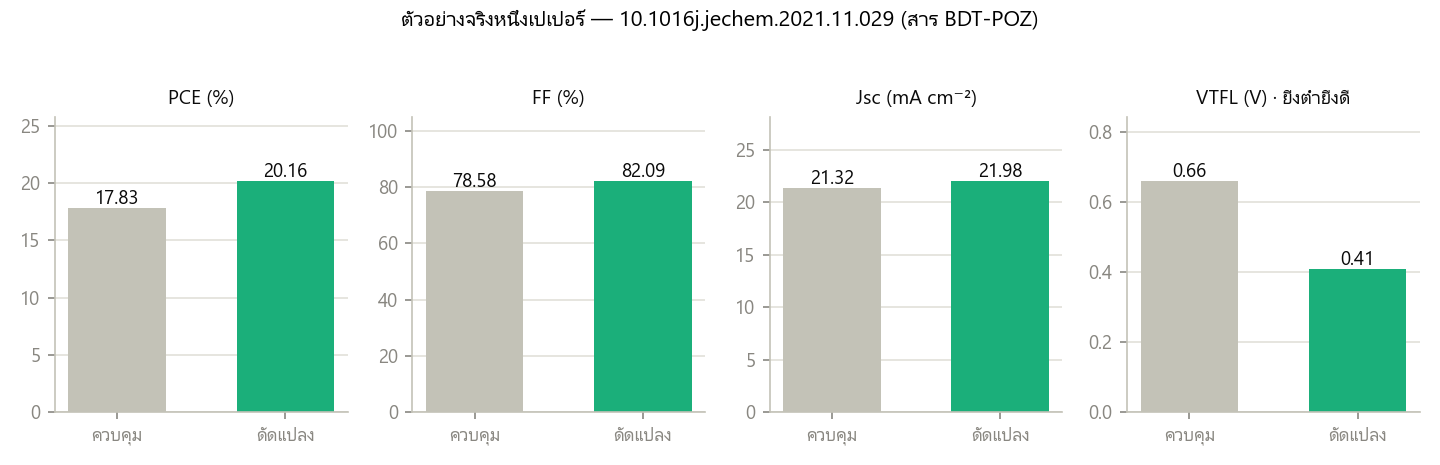 ตัวอย่างจริงหนึ่งเปเปอร์ — 10.1016j.jechem.2021.11.029 (สาร BDT-POZ)
PCE (%)
25
20
15
10
5
0
17.83
20.16
ควบคุม
ดัดแปลง
FF (%)
100
80
60
40
20
0
78.58
82.09
ควบคุม
ดัดแปลง
Jsc (mA cm⁻²)
25
20
15
10
5
0
21.32
21.98
ควบคุม
ดัดแปลง
VTFL (V) · ยิ่งต่ำยิ่งดี
0.8
0.6
0.4
0.2
0.0
0.66
0.41
ควบคุม
ดัดแปลง